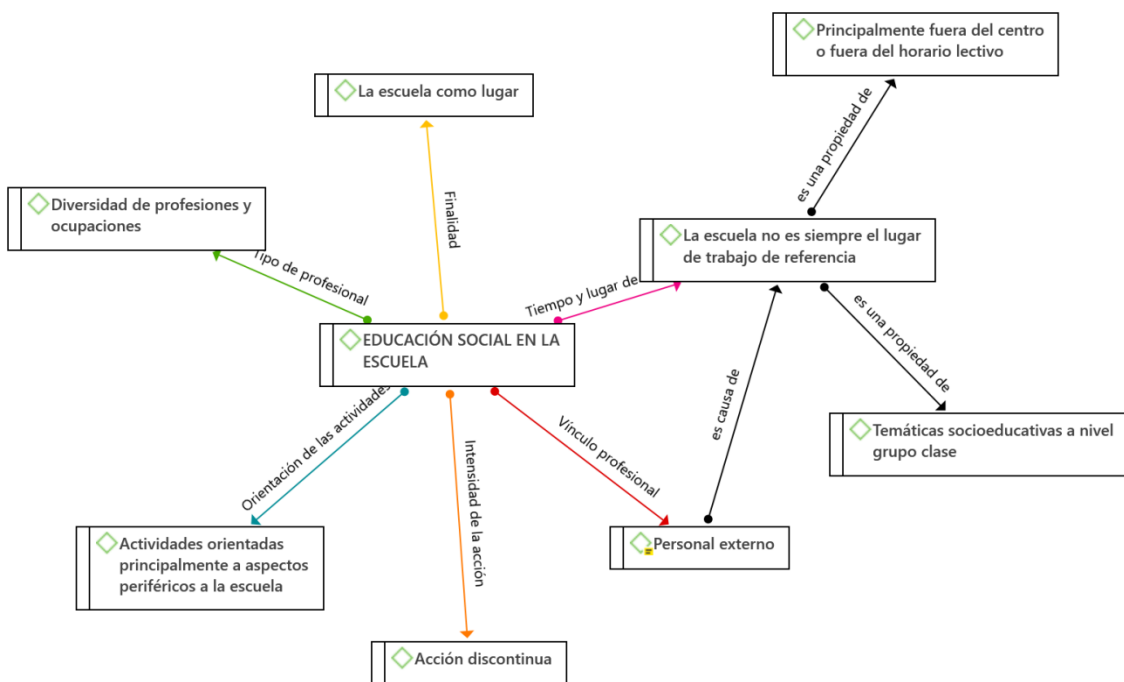 Principalmente fuera del centro
o fuera del horario lectivo
La escuela como lugar
es una propiedad de
Finalidad
Diversidad de profesiones y
ocupaciones
La escuela no es siempre el lugar
de trabajo de referencia
Tipo de profesional
Tiempo y lugar de
EDUCACIÓN SOCIAL EN LA
ESCUELA
es una propiedad de
es causa de
Orientación de las actividades
Intensidad de la acción
Vínculo profesional
Temáticas socioeducativas a nivel
grupo clase
Actividades orientadas
principalmente a aspectos
periféricos a la escuela
Personal externo
Acción discontinua